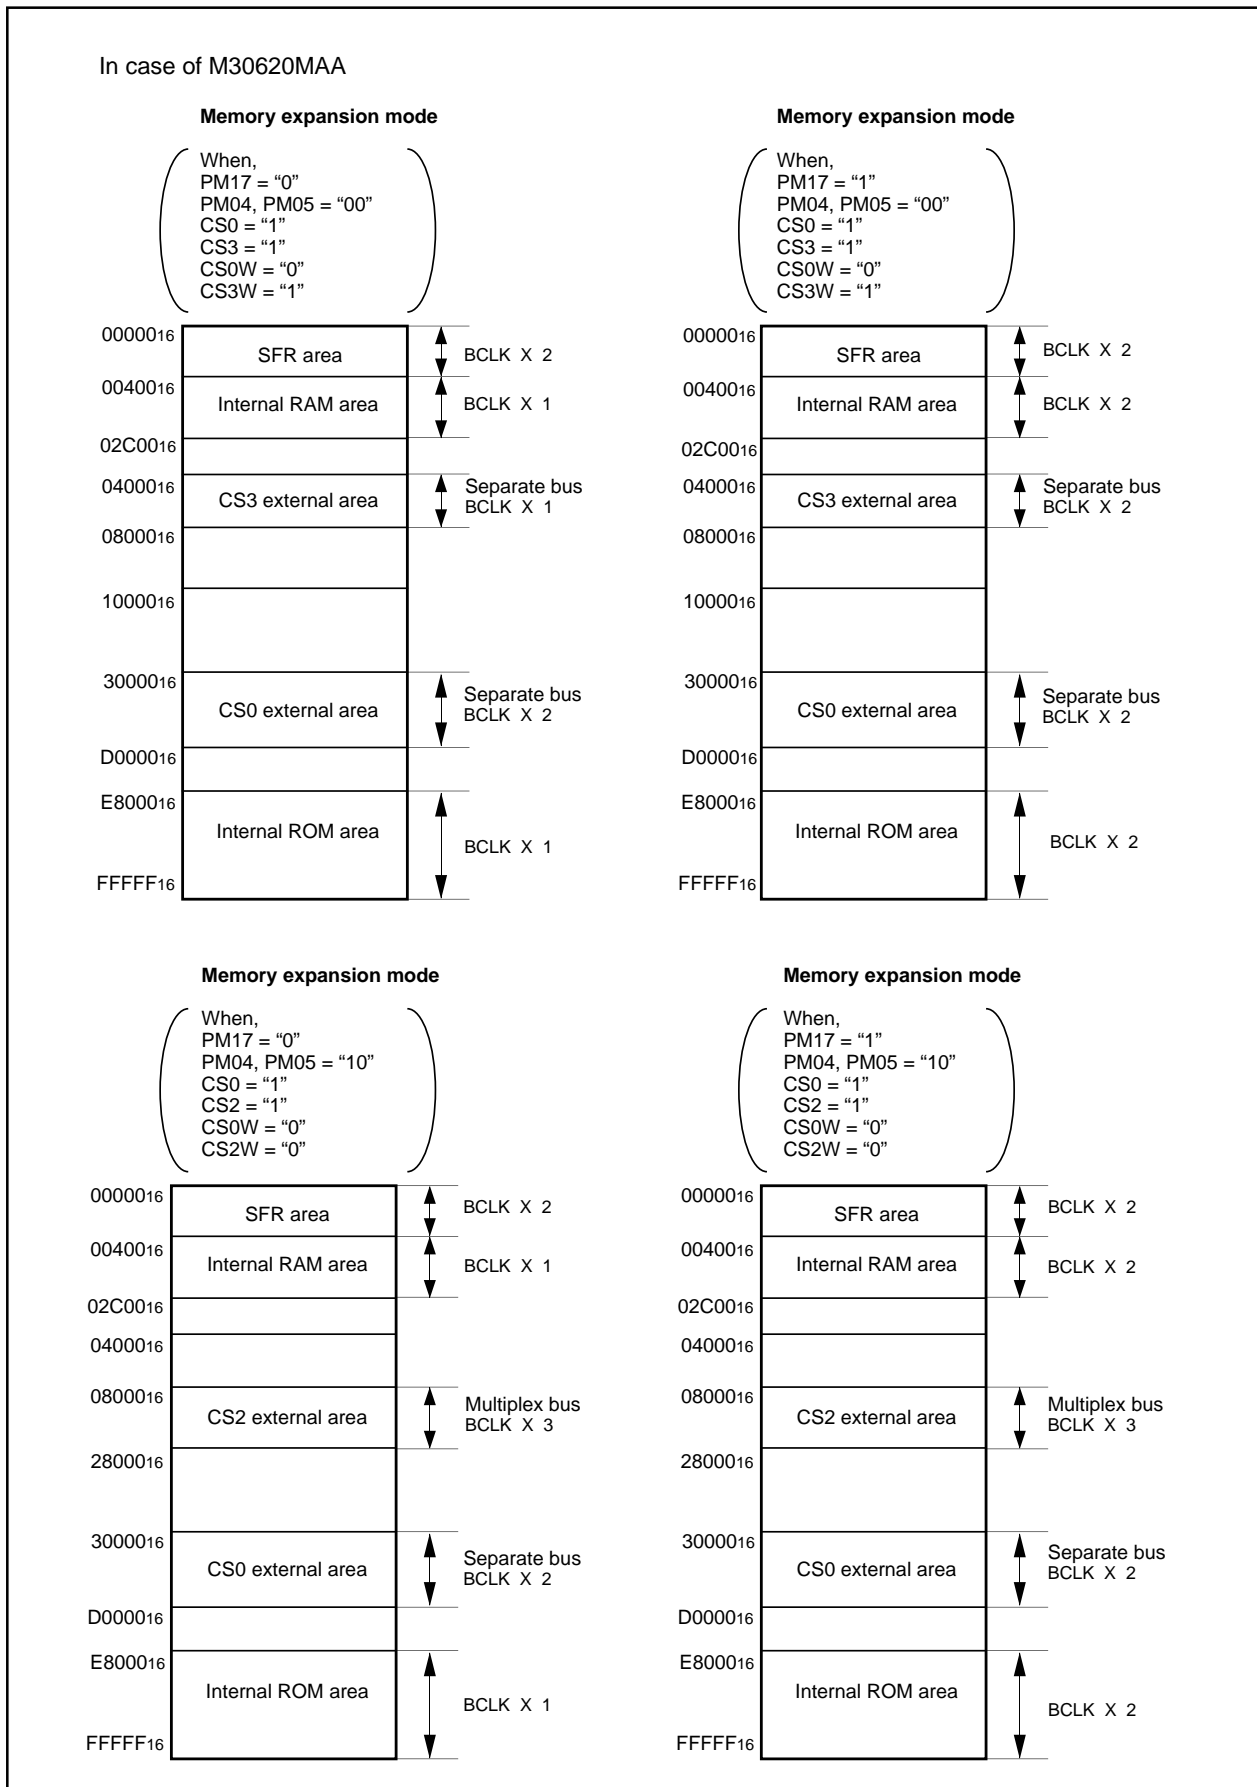 In case of M30620MAA
Memory expansion mode
When,
PM17 = “0”
PM04, PM05 = “00”
CS0 = “1”
CS3 = “1”
CS0W = “0”
CS3W = “1”
0000016
SFR area
BCLK X 2
0040016
Internal RAM area
BCLK X 1
02C0016
0400016
CS3 external area
Separate bus
BCLK X 1
0800016
1000016
3000016
CS0 external area
Separate bus
BCLK X 2
D000016
E800016
Internal ROM area
BCLK X 1
FFFFF16
Memory expansion mode
When,
PM17 = “1”
PM04, PM05 = “00”
CS0 = “1”
CS3 = “1”
CS0W = “0”
CS3W = “1”
0000016
SFR area
BCLK X 2
0040016
Internal RAM area
BCLK X 2
02C0016
0400016
CS3 external area
Separate bus
BCLK X 2
0800016
1000016
3000016
CS0 external area
Separate bus
BCLK X 2
D000016
E800016
Internal ROM area
BCLK X 2
FFFFF16
Memory expansion mode
When,
PM17 = “0”
PM04, PM05 = “10”
CS0 = “1”
CS2 = “1”
CS0W = “0”
CS2W = “0”
0000016
SFR area
BCLK X 2
0040016
Internal RAM area
BCLK X 1
02C0016
0400016
0800016
CS2 external area
Multiplex bus
BCLK X 3
2800016
3000016
CS0 external area
Separate bus
BCLK X 2
D000016
E800016
Internal ROM area
BCLK X 1
FFFFF16
Memory expansion mode
When,
PM17 = “1”
PM04, PM05 = “10”
CS0 = “1”
CS2 = “1”
CS0W = “0”
CS2W = “0”
0000016
SFR area
BCLK X 2
0040016
Internal RAM area
BCLK X 2
02C0016
0400016
0800016
CS2 external area
Multiplex bus
BCLK X 3
2800016
3000016
CS0 external area
Separate bus
BCLK X 2
D000016
E800016
Internal ROM area
BCLK X 2
FFFFF16